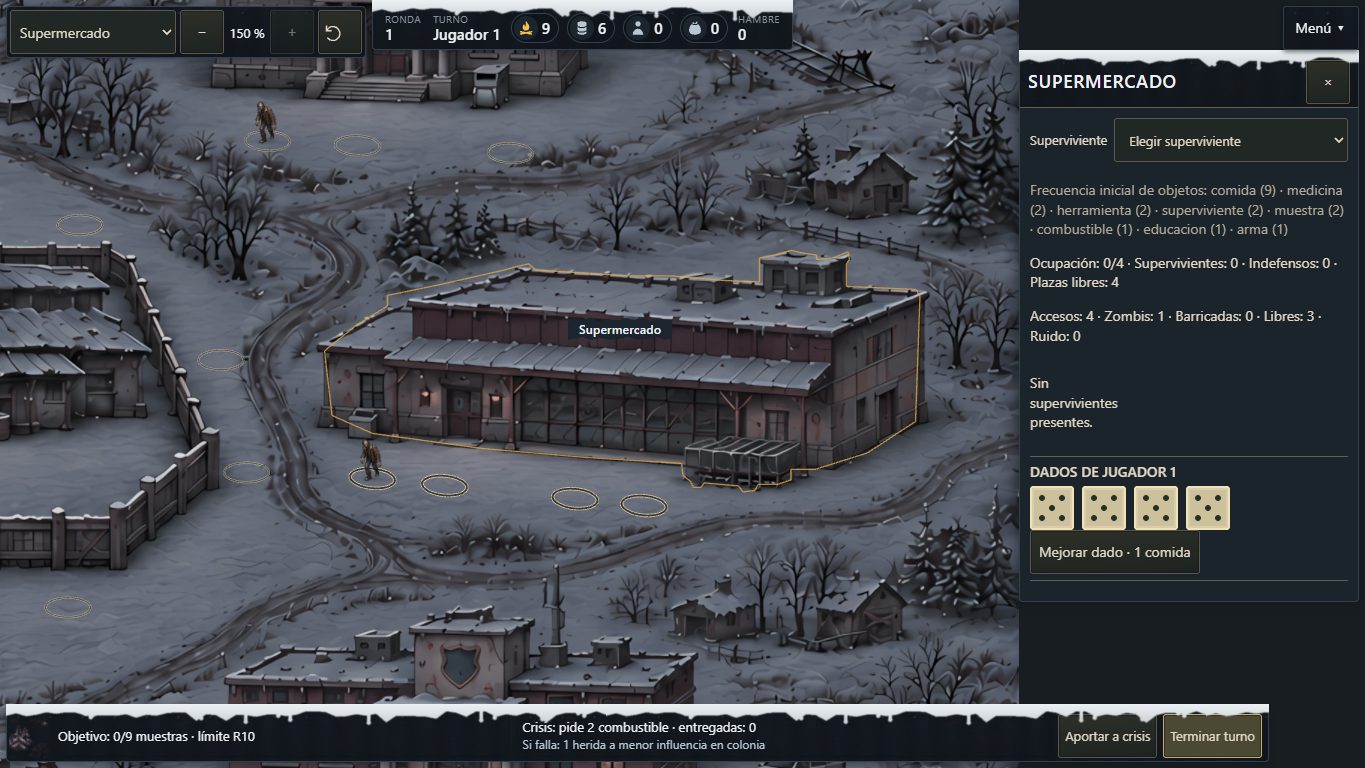 Supermercado
−
150 %
+
RONDA
1
TURNO
Jugador 1
9
6
0
0
HAMBRE
0
Menú ▾
SUPERMERCADO
×
Superviviente
Elegir superviviente
Frecuencia inicial de objetos: comida (9) · medicina
(2) · herramienta (2) · superviviente (2) · muestra (2)
· combustible (1) · educacion (1) · arma (1)
Ocupación: 0/4 · Supervivientes: 0 · Indefensos: 0 ·
Plazas libres: 4
Accesos: 4 · Zombis: 1 · Barricadas: 0 · Libres: 3 ·
Ruido: 0
Sin
supervivientes
presentes.
DADOS DE JUGADOR 1
Mejorar dado · 1 comida
Supermercado
Objetivo: 0/9 muestras · límite R10
Crisis: pide 2 combustible · entregadas: 0
Si falla: 1 herida a menor influencia en colonia
Aportar a crisis
Terminar turno